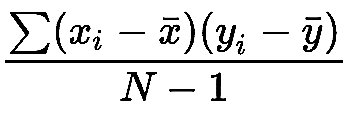 ∑(xᵢ − x̄)(yᵢ − ȳ)
N − 1